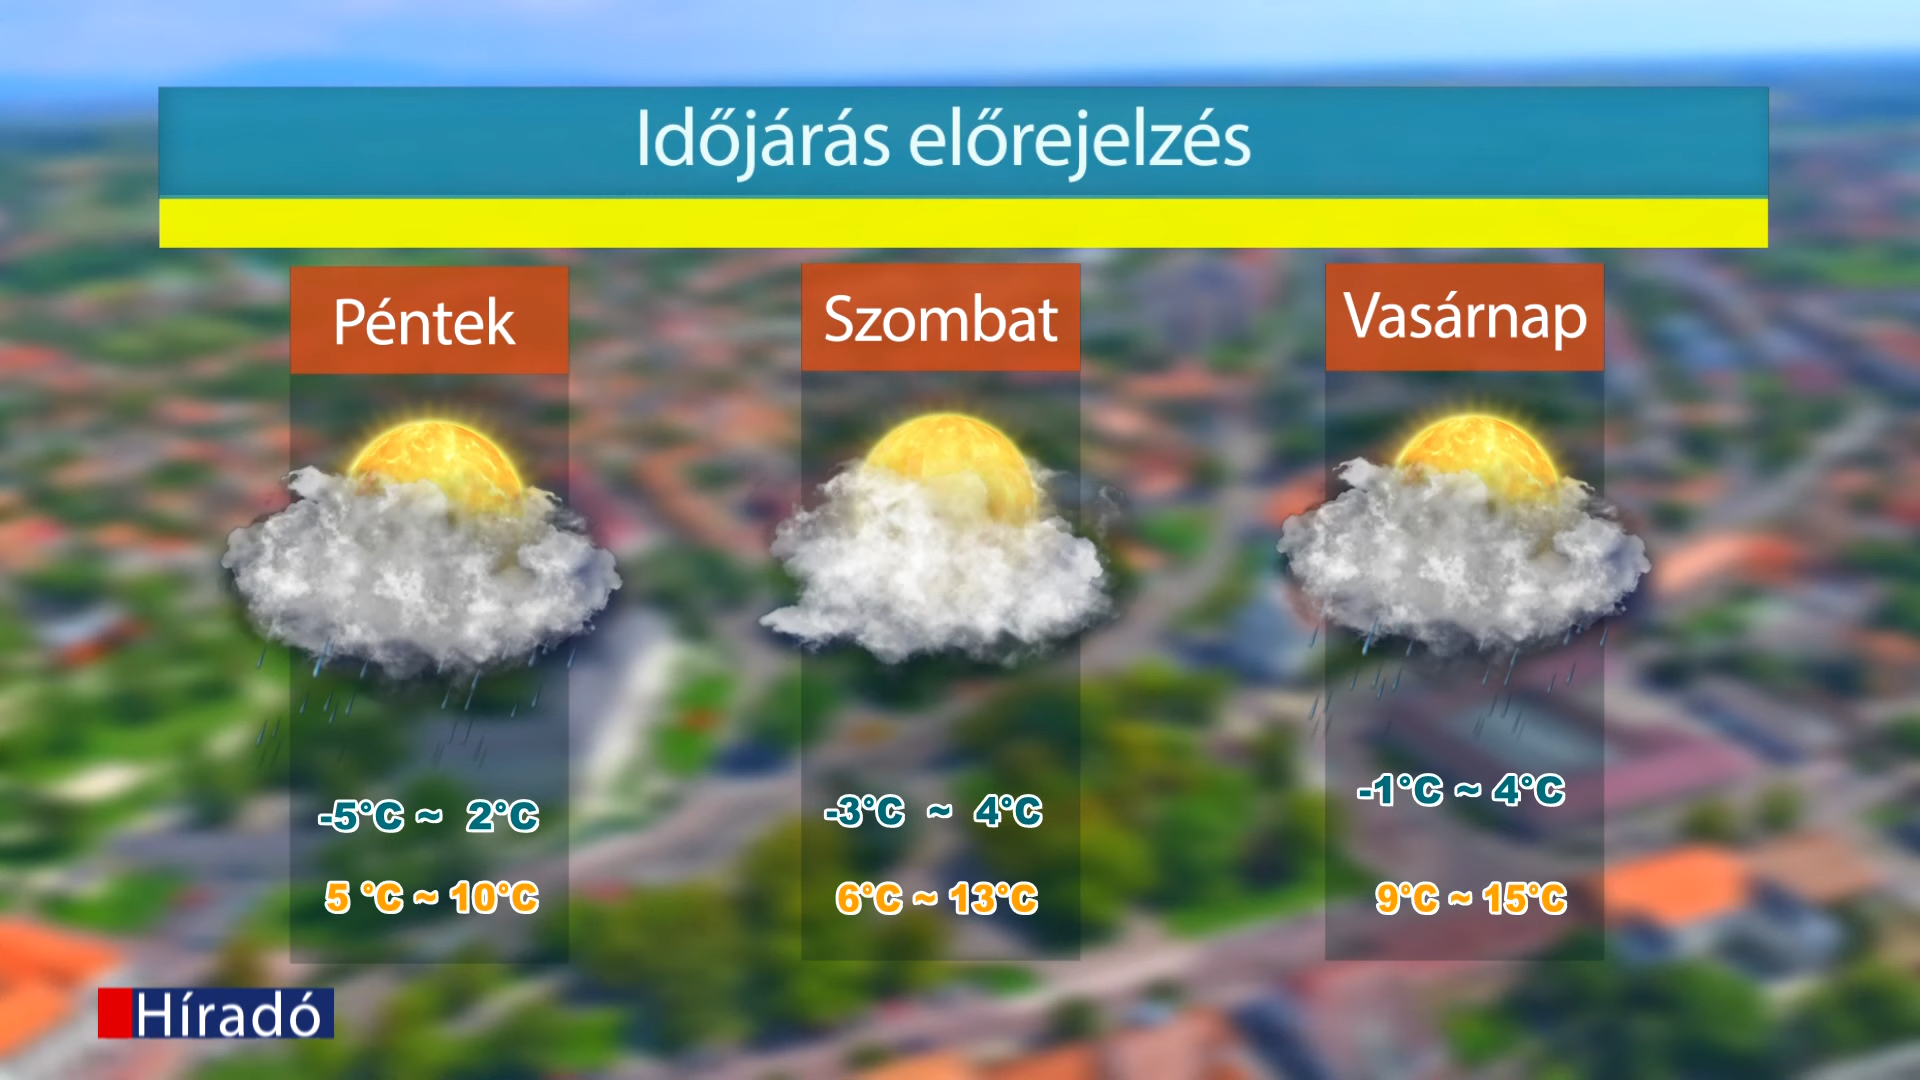 Időjárás előrejelzés
Péntek
-5°C ~ 2°C
5 °C ~ 10°C
Szombat
-3°C ~ 4°C
6°C ~ 13°C
Vasárnap
-1°C ~ 4°C
9°C ~ 15°C
Híradó